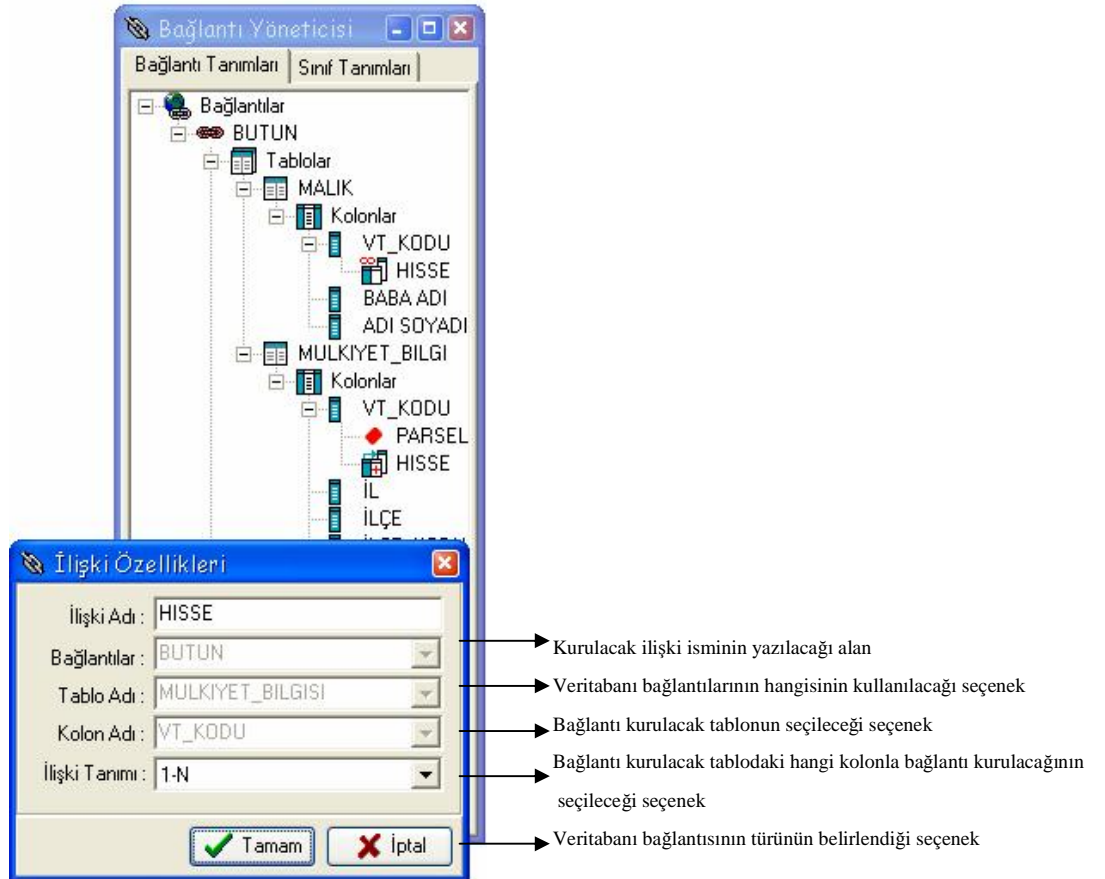 Bağlantı Yöneticisi
Bağlantı Tanımları Sınıf Tanımları
Bağlantılar
BUTUN
Tablolar
MALIK
Kolonlar
VT_KODU
HISSE
BABA ADI
ADI SOYADI
MULKIYET_BILGI
Kolonlar
VT_KODU
PARSEL
HISSE
İL
İLÇE
İlişki Özellikleri
İlişki Adı : HISSE
Bağlantılar : BUTUN
Tablo Adı : MULKIYET_BILGISI
Kolon Adı : VT_KODU
İlişki Tanımı : 1-N
Tamam İptal
Kurulacak ilişki isminin yazılacağı alan
Veritabanı bağlantılarının hangisinin kullanılacağı seçenek
Bağlantı kurulacak tablonun seçileceği seçenek
Bağlantı kurulacak tablodaki hangi kolonla bağlantı kurulacağının
seçileceği seçenek
Veritabanı bağlantısının türünün belirlendiği seçenek